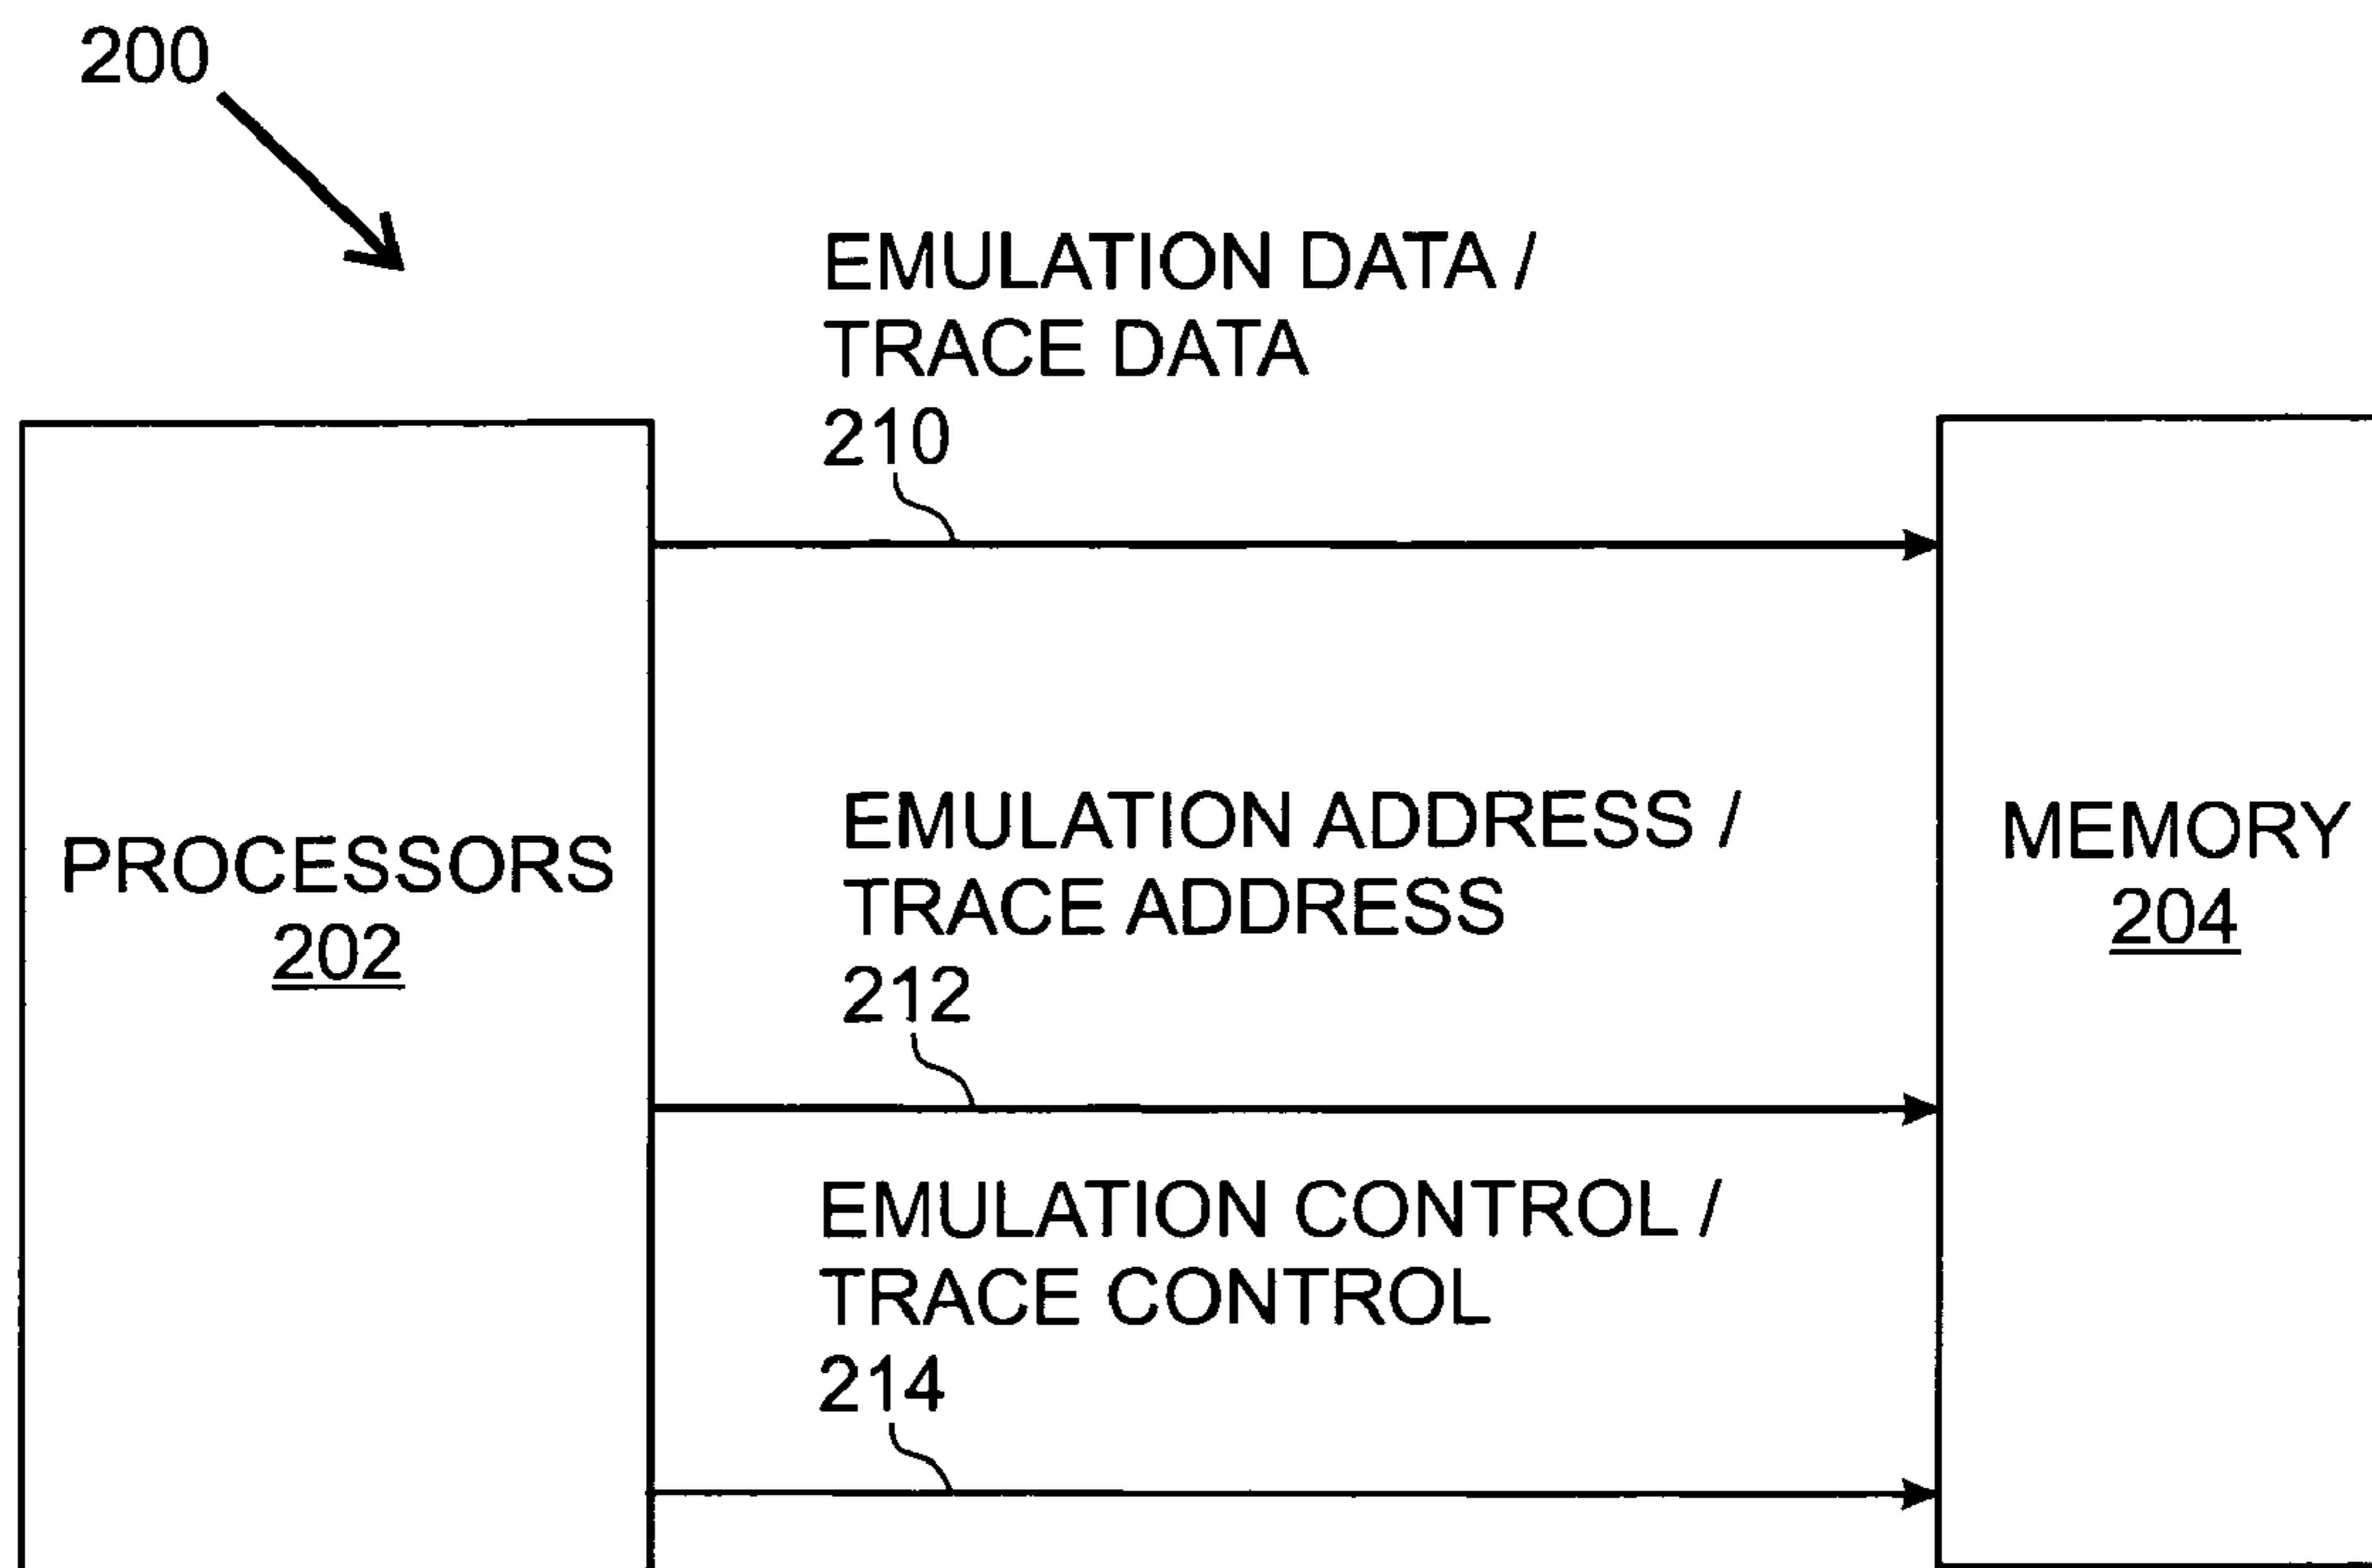 200
EMULATION DATA /
TRACE DATA
210
PROCESSORS
202
EMULATION ADDRESS /
TRACE ADDRESS
212
MEMORY
204
EMULATION CONTROL /
TRACE CONTROL
214